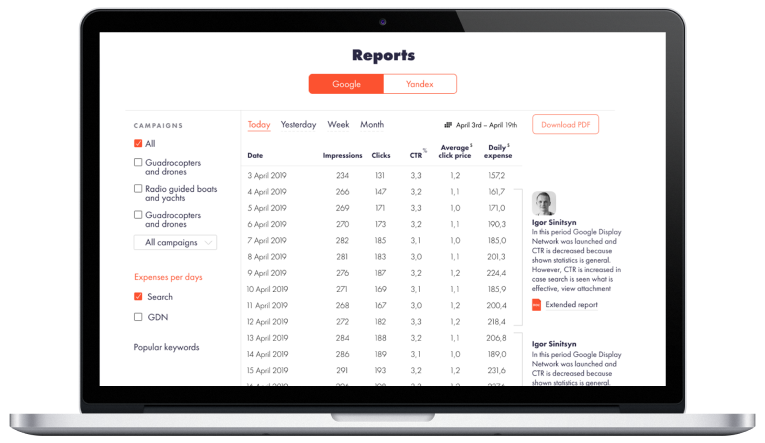 Reports
Google Yandex
CAMPAIGNS
All
Guadrocopters
and drones
Radio guided boats
and yachts
Guadrocopters
and drones
All campaigns
Expenses per days
Search
GDN
Popular keywords
Today Yesterday Week Month April 3rd – April 19th
Date Impressions Clicks CTR % Average $ click price Daily $ expense
3 April 2019 234 131 3,3 1,2 157,2
4 April 2019 266 147 3,2 1,1 161,7
5 April 2019 269 171 3,3 1,0 171,0
6 April 2019 270 173 3,2 1,1 190,3
7 April 2019 282 185 3,1 1,0 185,0
8 April 2019 281 183 3,0 1,1 201,3
9 April 2019 276 187 3,2 1,2 224,4
10 April 2019 271 169 3,1 1,1 185,9
11 April 2019 268 167 3,0 1,2 200,4
12 April 2019 272 182 3,3 1,2 218,4
13 April 2019 284 188 3,2 1,1 206,8
14 April 2019 286 189 3,1 1,0 189,0
15 April 2019 291 193 3,2 1,2 231,6
Download PDF
Igor Sinitsyn
In this period Google Display
Network was launched and
CTR is decreased because
shawn statistics is general.
However, CTR is increased in
case search is seen what is
effective, view attachment
Extended report
Igor Sinitsyn
In this period Google Display
Network was launched and
CTR is decreased because
shawn statistics is general.